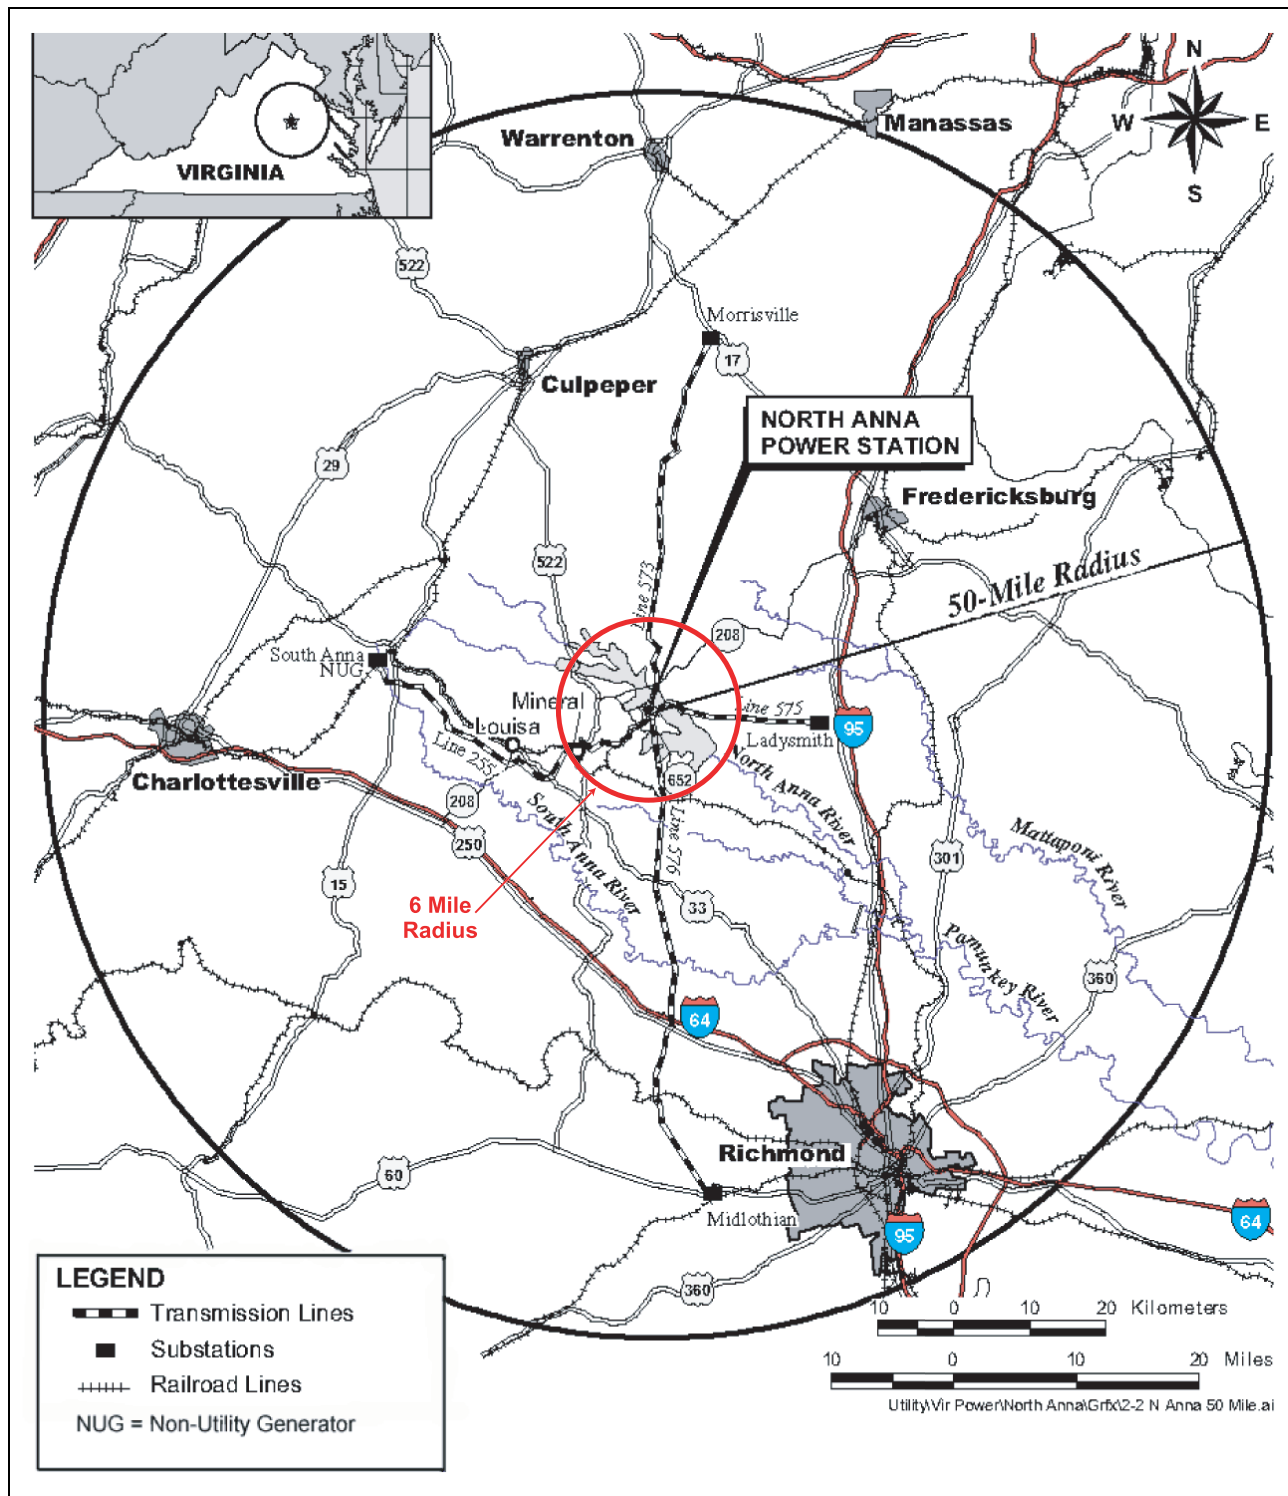 VIRGINIA
N
W
E
S
Manassas
Warrenton
522
Morrisville
17
Culpeper
NORTH ANNA
POWER STATION
29
Fredericksburg
522
Line 573
50-Mile Radius
208
South Anna
NUG
Mineral
Louisa
Line 255
Line 575
Ladysmith
95
Charlottesville
208
250
652
North Anna River
South Anna River
Line 576
Mattaponi River
301
15
6 Mile
Radius
33
Pamunkey River
360
64
Richmond
60
Midlothian
95
64
360
LEGEND
Transmission Lines
Substations
Railroad Lines
NUG = Non-Utility Generator
10 0 10 20 Kilometers
10 0 10 20 Miles
Utility\Vir Power\North Anna\Grfx\2-2 N Anna 50 Mile.ai